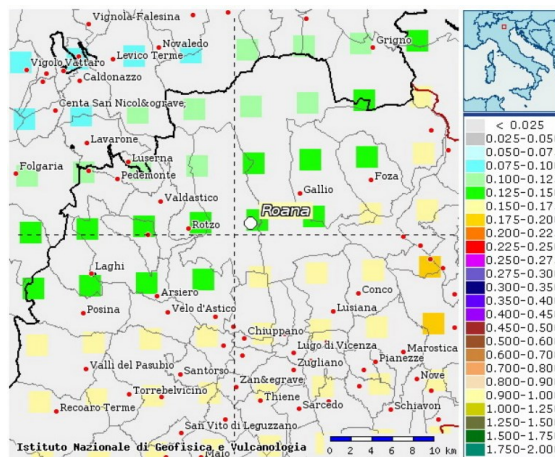 Vignola-Falesina
Novaledo
Grigno
Levico Terme
Vigolo Vattaro
Caldonazzo
Centa San Nicol&ograve,
Lavarone
Folgaria
Luserna
Pedemonte
Gallio
Foza
Valdastico
Roana
Rotzo
Laghi
Arsiero
Conco
Posina
Velo d'Astico
Lusiana
Chiuppano
Lugo di Vicenza
Marostica
Zugliano
Pianezze
Valli del Pasubio
Santorso
Zan&egrave,
Nove
Torrebelvicino
Thiene
Recoaro Terme
Sarcedo
Schiavon
San Vito di Leguzzano
Istituto Nazionale di Geofisica e Vulcanologia
Malo
0 2 4 6 8 10 km
< 0.025
0.025-0.05
0.050-0.07
0.075-0.10
0.100-0.12
0.125-0.15
0.150-0.17
0.175-0.20
0.200-0.22
0.225-0.25
0.250-0.27
0.275-0.30
0.300-0.35
0.350-0.40
0.400-0.45
0.450-0.50
0.500-0.60
0.600-0.70
0.700-0.80
0.800-0.90
0.900-1.00
1.000-1.25
1.250-1.50
1.500-1.75
1.750-2.00